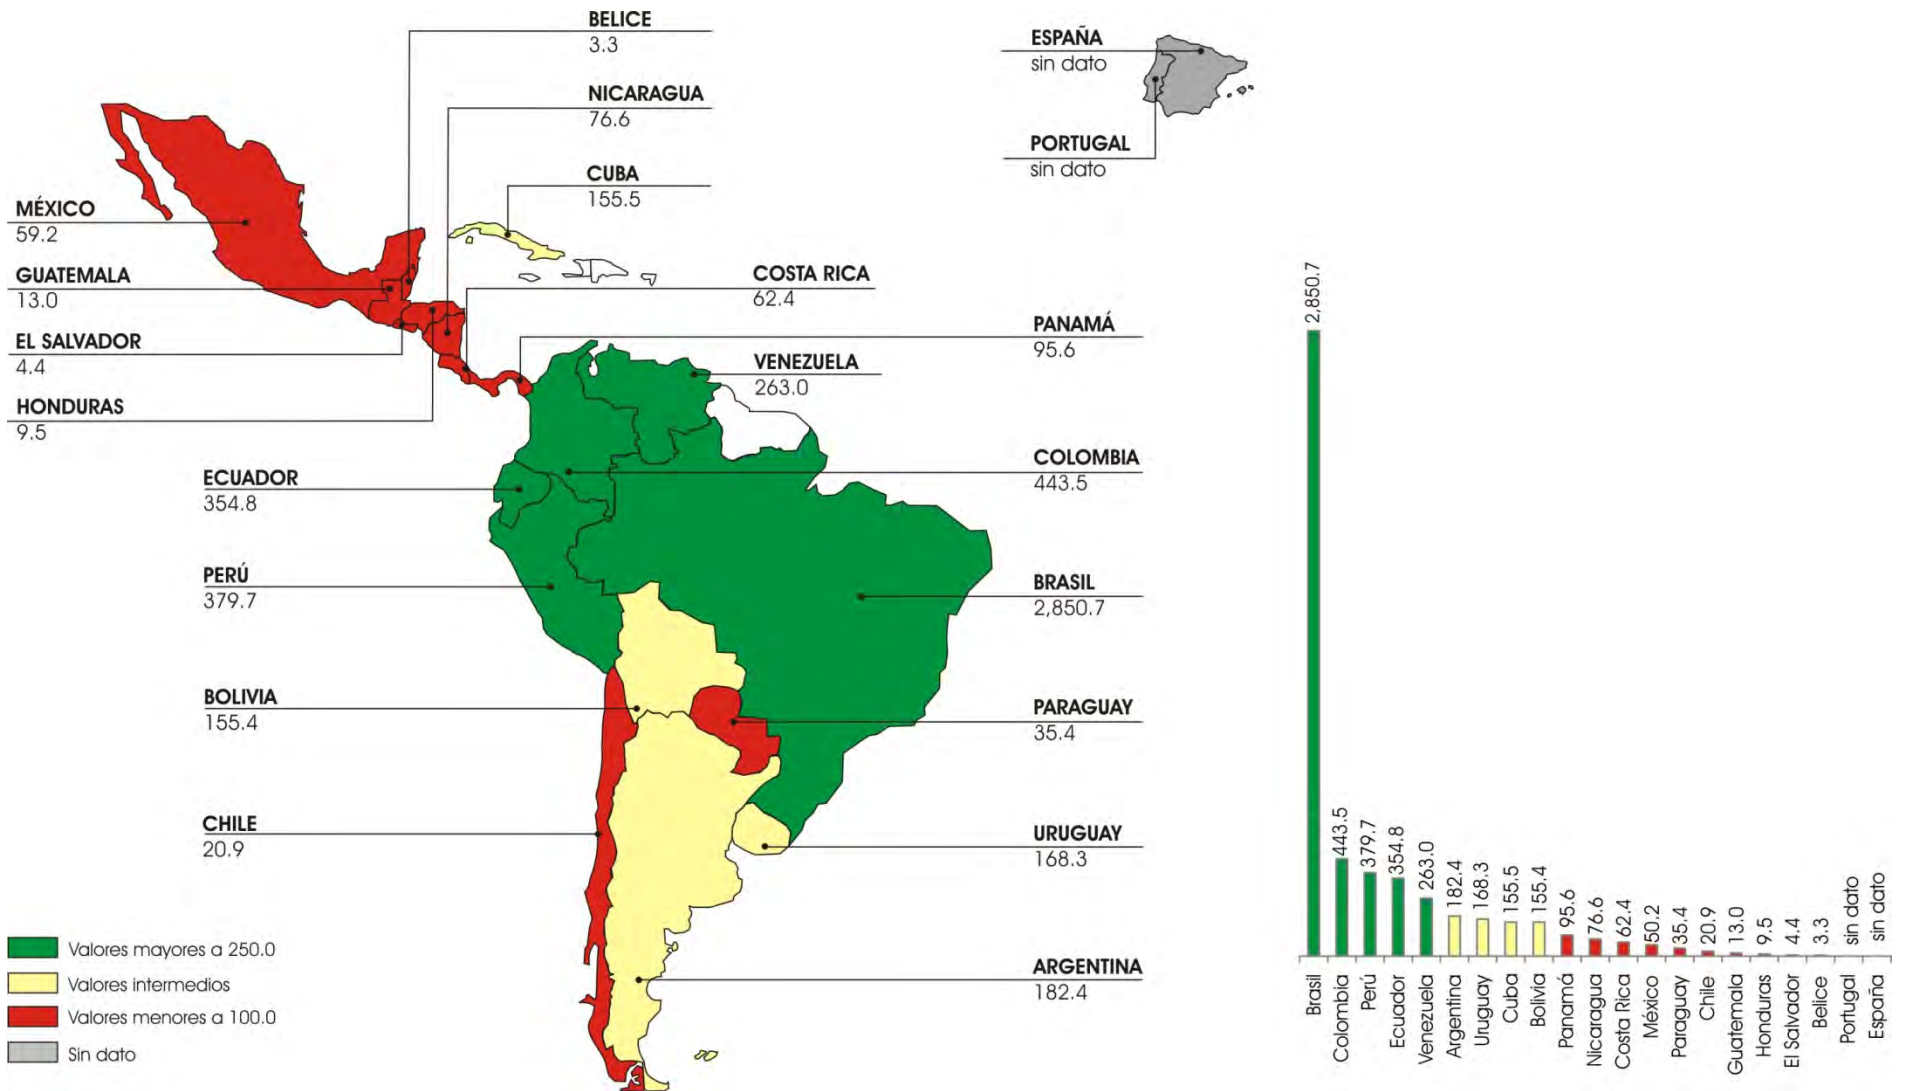 BELICE
3.3
NICARAGUA
76.6
CUBA
155.5
ESPAÑA
sin dato
PORTUGAL
sin dato
MÉXICO
59.2
GUATEMALA
13.0
EL SALVADOR
4.4
HONDURAS
9.5
COSTA RICA
62.4
PANAMÁ
95.6
VENEZUELA
263.0
COLOMBIA
443.5
ECUADOR
354.8
PERÚ
379.7
BRASIL
2,850.7
BOLIVIA
155.4
PARAGUAY
35.4
CHILE
20.9
URUGUAY
168.3
ARGENTINA
182.4
Valores mayores a 250.0
Valores intermedios
Valores menores a 100.0
Sin dato
2,850.7
443.5
379.7
354.8
263.0
182.4
168.3
155.5
155.4
95.6
76.6
62.4
50.2
35.4
20.9
13.0
9.5
4.4
3.3
sin dato
sin dato
Brasil
Colombia
Perú
Ecuador
Venezuela
Argentina
Uruguay
Cuba
Bolivia
Panamá
Nicaragua
Costa Rica
México
Paraguay
Chile
Guatemala
Honduras
El Salvador
Belice
Portugal
España